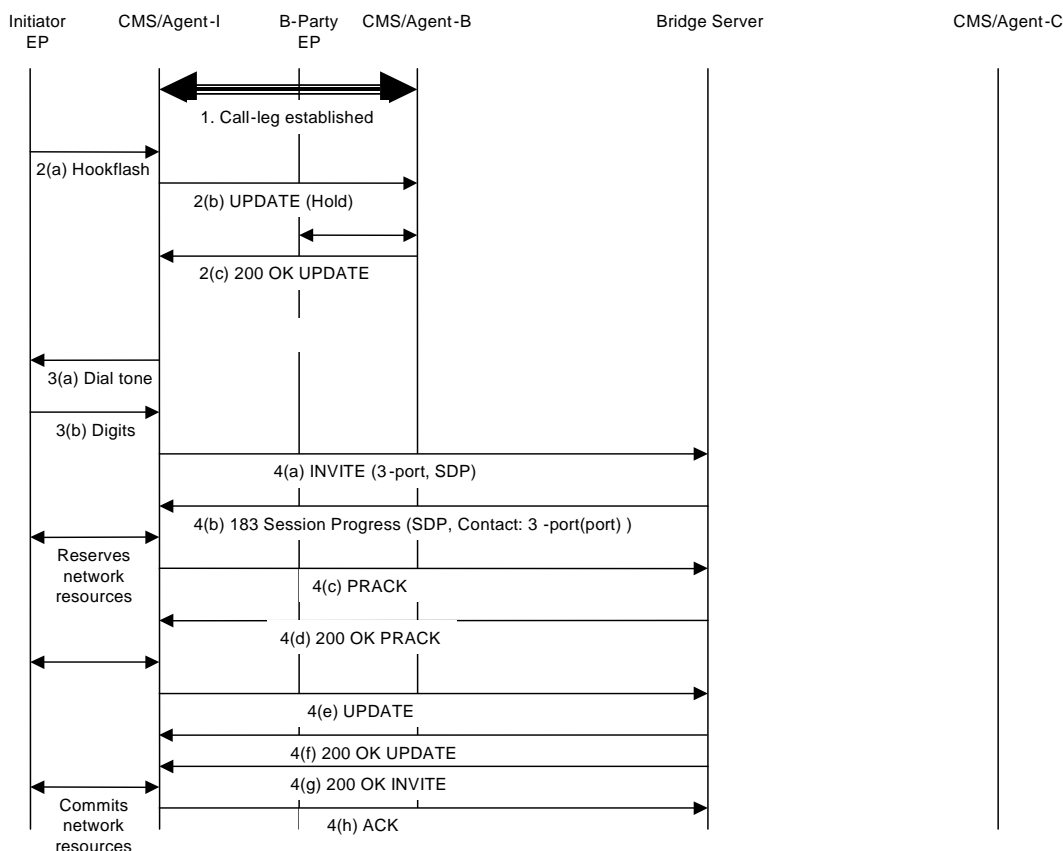 Initiator
EP
CMS/Agent-I
B-Party
EP
CMS/Agent-B
Bridge Server
CMS/Agent-C
1. Call-leg established
2(a) Hookflash
2(b) UPDATE (Hold)
2(c) 200 OK UPDATE
3(a) Dial tone
3(b) Digits
4(a) INVITE (3-port, SDP)
4(b) 183 Session Progress (SDP, Contact: 3 -port(port) )
Reserves
network
resources
4(c) PRACK
4(d) 200 OK PRACK
4(e) UPDATE
4(f) 200 OK UPDATE
4(g) 200 OK INVITE
Commits
network
resources
4(h) ACK